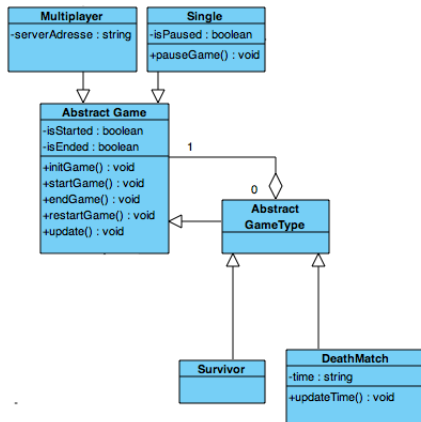 Multiplayer
-serverAdresse : string
Single
-isPaused : boolean
+pauseGame() : void
Abstract Game
-isStarted : boolean
-isEnded : boolean
+initGame() : void
+startGame() : void
+endGame() : void
+restartGame() : void
+update() : void
1
0
Abstract
GameType
Survivor
DeathMatch
-time : string
+updateTime() : void